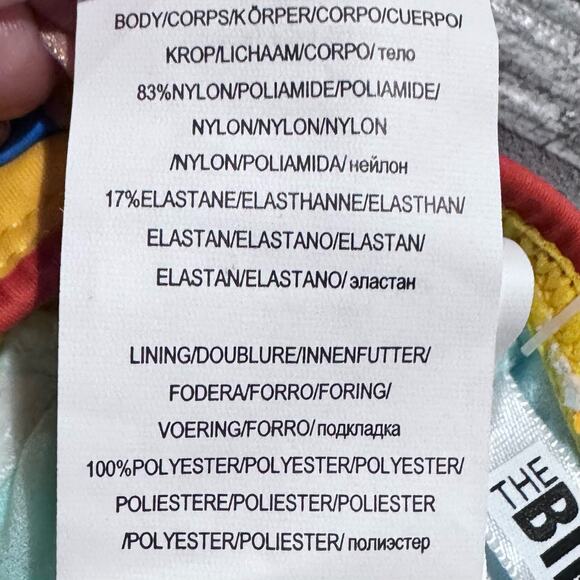 BODY/CORPS/KÖRPER/CORPO/CUERPO/
KROP/LICHAAM/CORPO/тело
83%NYLON/POLIAMIDE/POLIAMIDE/
NYLON/NYLON/NYLON
/NYLON/POLIAMIDA/нейлон
17%ELASTANE/ELASTHANNE/ELASTHAN/
ELASTAN/ELASTANO/ELASTAN/
ELASTAN/ELASTANO/эластан
LINING/DOUBLURE/INNENFUTTER/
FODERA/FORRO/FORING/
VOERING/FORRO/подкладка
100%POLYESTER/POLYESTER/POLYESTER/
POLIESTERE/POLIESTER/POLIESTER
/POLYESTER/POLIESTER/полиэстер
THE